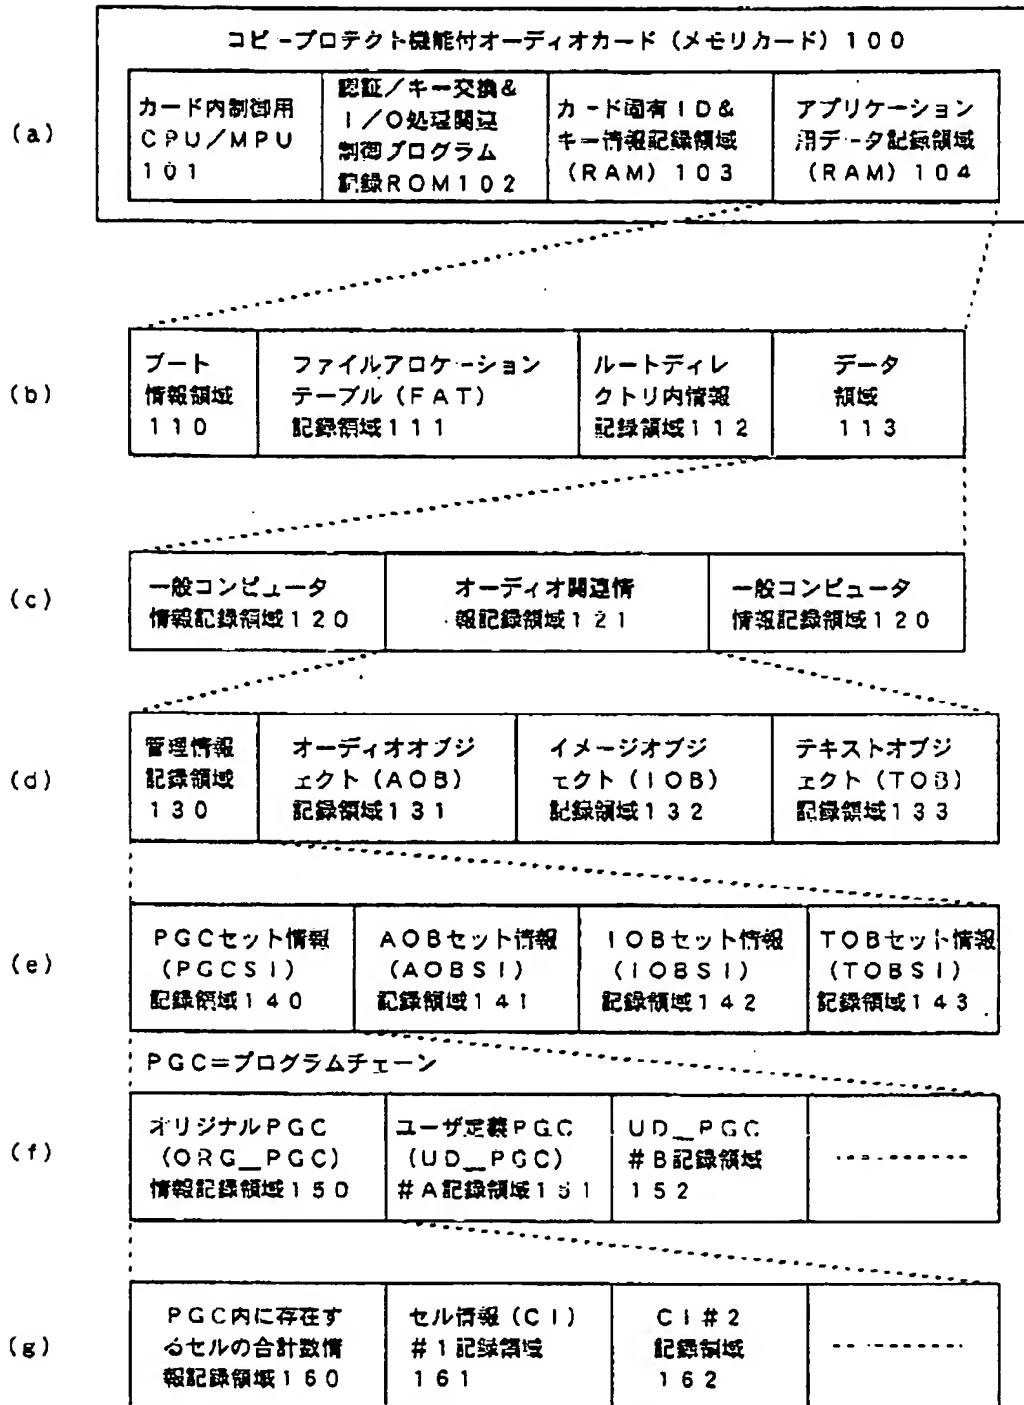 コピープロテクト機能付オーディオカード(メモリカード)100
(a)
カード内制御用
CPU/MPU
101
認証/キー交換&
I/O処理関連
制御プログラム
記録ROM102
カード固有ID&
キー情報記録領域
(RAM)103
アプリケーション
用データ記録領域
(RAM)104
(b)
ブート
情報領域
110
ファイルアロケーション
テーブル(FAT)
記録領域111
ルートディレ
クトリ内情報
記録領域112
データ
領域
113
(c)
一般コンピュータ
情報記録領域120
オーディオ関連情
報記録領域121
一般コンピュータ
情報記録領域120
(d)
管理情報
記録領域
130
オーディオオブジ
ェクト(AOB)
記録領域131
イメージオブジ
ェクト(IOB)
記録領域132
テキストオブジ
ェクト(TOB)
記録領域133
(e)
PGCセット情報
(PGCSI)
記録領域140
AOBセット情報
(AOBSI)
記録領域141
IOBセット情報
(IOBSI)
記録領域142
TOBセット情報
(TOBSI)
記録領域143
PGC=プログラムチェーン
(f)
オリジナルPGC
(ORG_PGC)
情報記録領域150
ユーザ定義PGC
(UD_PGC)
#A記録領域151
UD_PGC
#B記録領域
152
(g)
PGC内に存在す
るセルの合計数情
報記録領域160
セル情報(CI)
#1記録領域
161
CI#2
記録領域
162